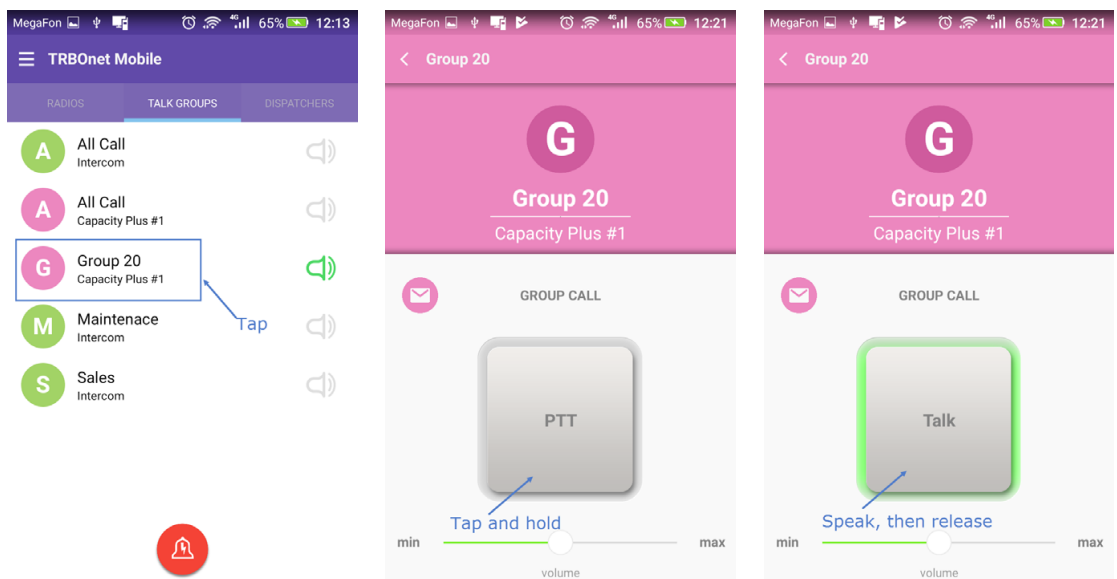 MegaFon 4G 65% 12:13
TRBOnet Mobile
RADIOS TALK GROUPS DISPATCHERS
A All Call
Intercom
A All Call
Capacity Plus #1
G Group 20
Capacity Plus #1
Tap
M Maintenace
Intercom
S Sales
Intercom
MegaFon 4G 65% 12:21
Group 20
G
Group 20
Capacity Plus #1
GROUP CALL
PTT
Tap and hold
min max
volume
MegaFon 4G 65% 12:21
Group 20
G
Group 20
Capacity Plus #1
GROUP CALL
Talk
Speak, then release
min max
volume